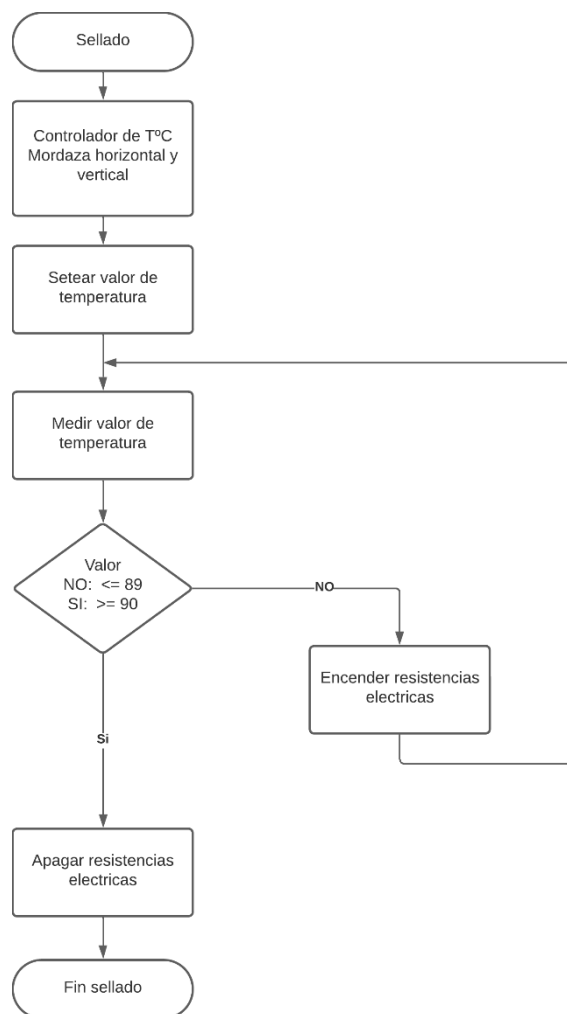 Sellado
Controlador de TºC
Mordaza horizontal y
vertical
Setear valor de
temperatura
Medir valor de
temperatura
Valor
NO:  <= 89
SI:  >= 90
NO
Encender resistencias
electricas
Si
Apagar resistencias
electricas
Fin sellado